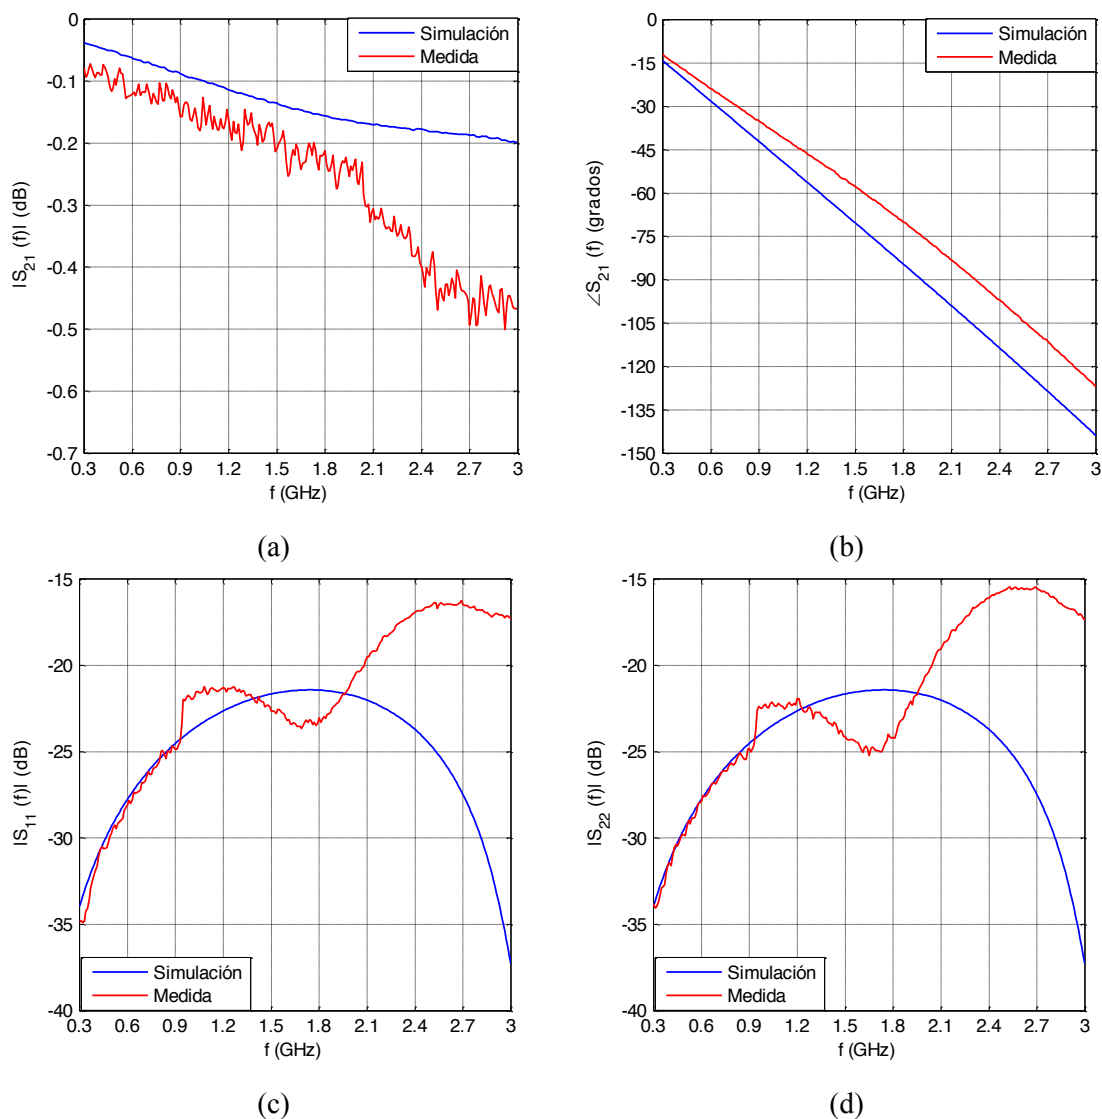 0
-0.1
-0.2
-0.3
-0.4
-0.5
-0.6
-0.7
0.3 0.6 0.9 1.2 1.5 1.8 2.1 2.4 2.7 3
f (GHz)
|S21 (f)| (dB)
Simulación
Medida
(a)
0
-15
-30
-45
-60
-75
-90
-105
-120
-135
-150
0.3 0.6 0.9 1.2 1.5 1.8 2.1 2.4 2.7 3
f (GHz)
∠S21 (f) (grados)
Simulación
Medida
(b)
-15
-20
-25
-30
-35
-40
0.3 0.6 0.9 1.2 1.5 1.8 2.1 2.4 2.7 3
f (GHz)
|S11 (f)| (dB)
Simulación
Medida
(c)
-15
-20
-25
-30
-35
-40
0.3 0.6 0.9 1.2 1.5 1.8 2.1 2.4 2.7 3
f (GHz)
|S22 (f)| (dB)
Simulación
Medida
(d)